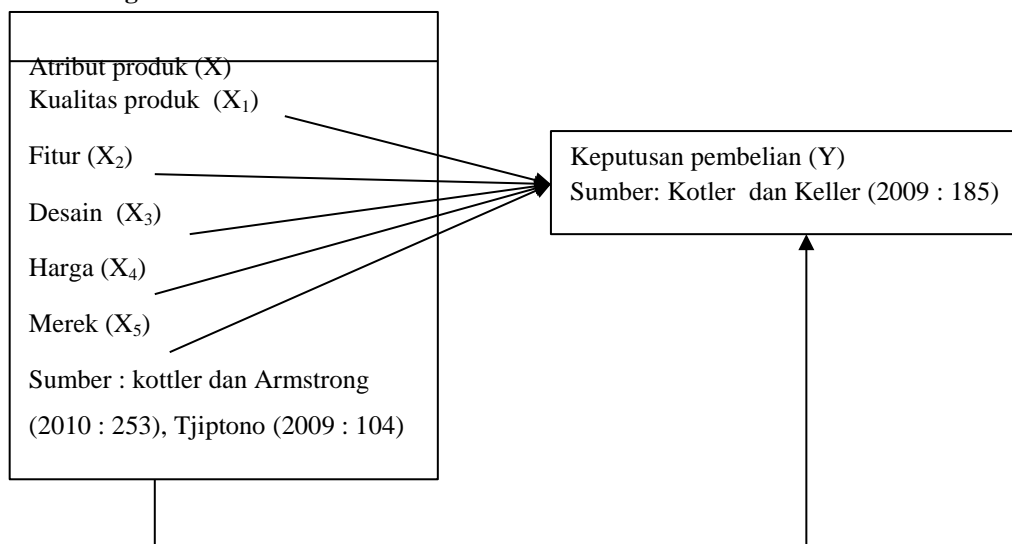 Atribut produk (X)
Kualitas produk (X₁)
Fitur (X₂)
Desain (X₃)
Harga (X₄)
Merek (X₅)
Sumber : kottler dan Armstrong
(2010 : 253), Tjiptono (2009 : 104)
Keputusan pembelian (Y)
Sumber: Kotler dan Keller (2009 : 185)